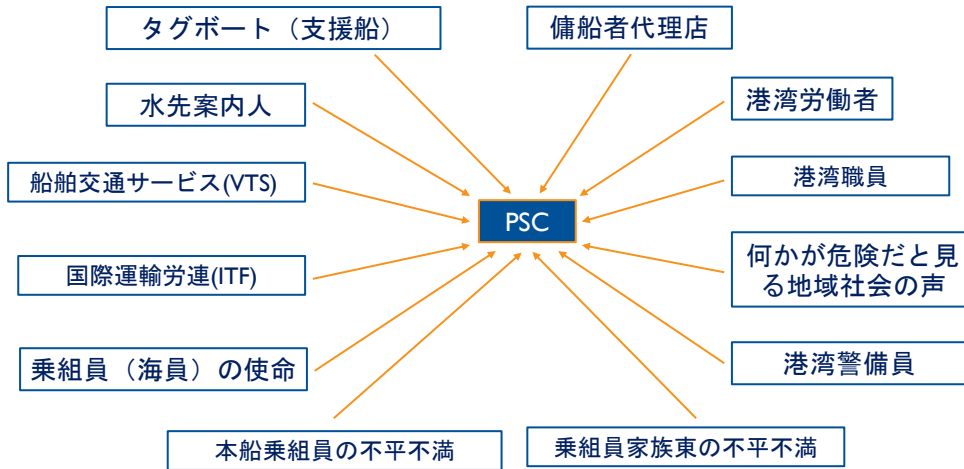 タグボート（支援船）
傭船者代理店
水先案内人
港湾労働者
船舶交通サービス(VTS)
港湾職員
PSC
国際運輸労連(ITF)
何かが危険だと見
る地域社会の声
乗組員（海員）の使命
港湾警備員
本船乗組員の不平不満
乗組員家族東の不平不満